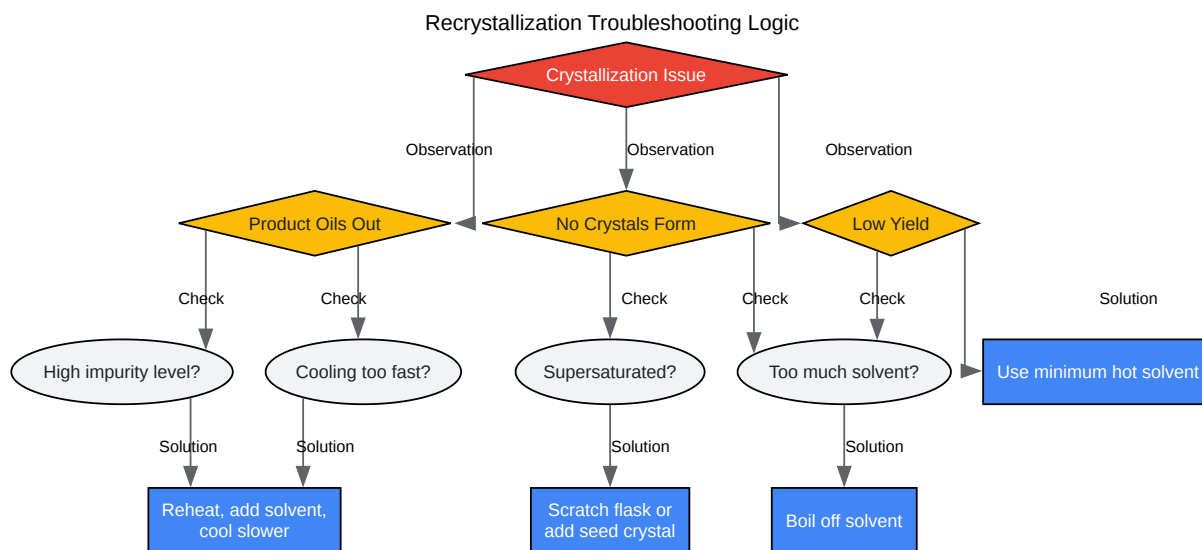 Recrystallization Troubleshooting Logic
Crystallization Issue
Observation
Observation
Observation
Product Oils Out
No Crystals Form
Low Yield
Check
Check
Check
Check
Check
Solution
High impurity level?
Cooling too fast?
Supersaturated?
Too much solvent?
Use minimum hot solvent
Solution
Solution
Solution
Solution
Reheat, add solvent,
cool slower
Scratch flask or
add seed crystal
Boil off solvent